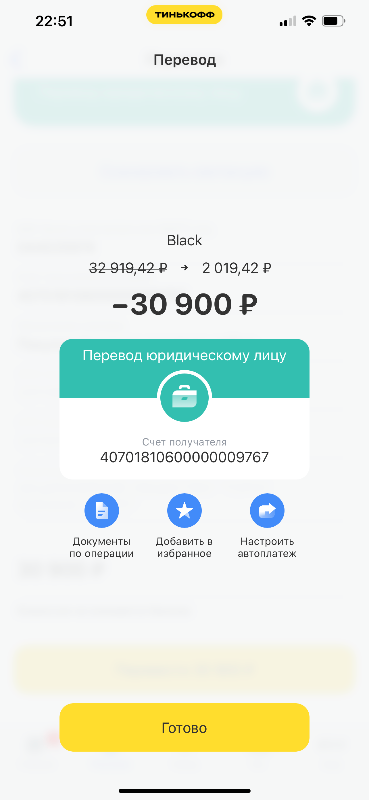 22:51
ТИНЬКОФФ
Перевод
Black
32 919,42 ₽ → 2 019,42 ₽
–30 900 ₽
Перевод юридическому лицу
Счет получателя
40701810600000009767
Документы
по операции
Добавить в
избранное
Настроить
автоплатеж
Готово